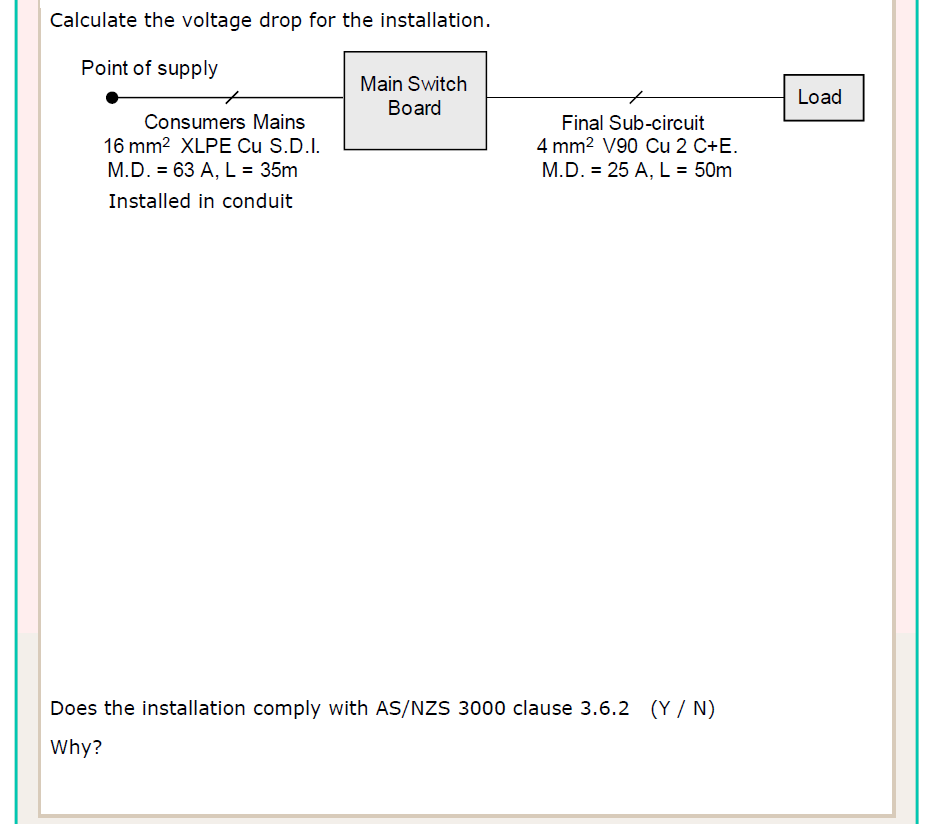 Calculate the voltage drop for the installation.
Point of supply
Main Switch
Board
Load
Consumers Mains
16 mm² XLPE Cu S.D.I.
M.D. = 63 A, L = 35m
Installed in conduit
Final Sub-circuit
4 mm² V90 Cu 2 C+E.
M.D. = 25 A, L = 50m
Does the installation comply with AS/NZS 3000 clause 3.6.2 (Y / N)
Why?